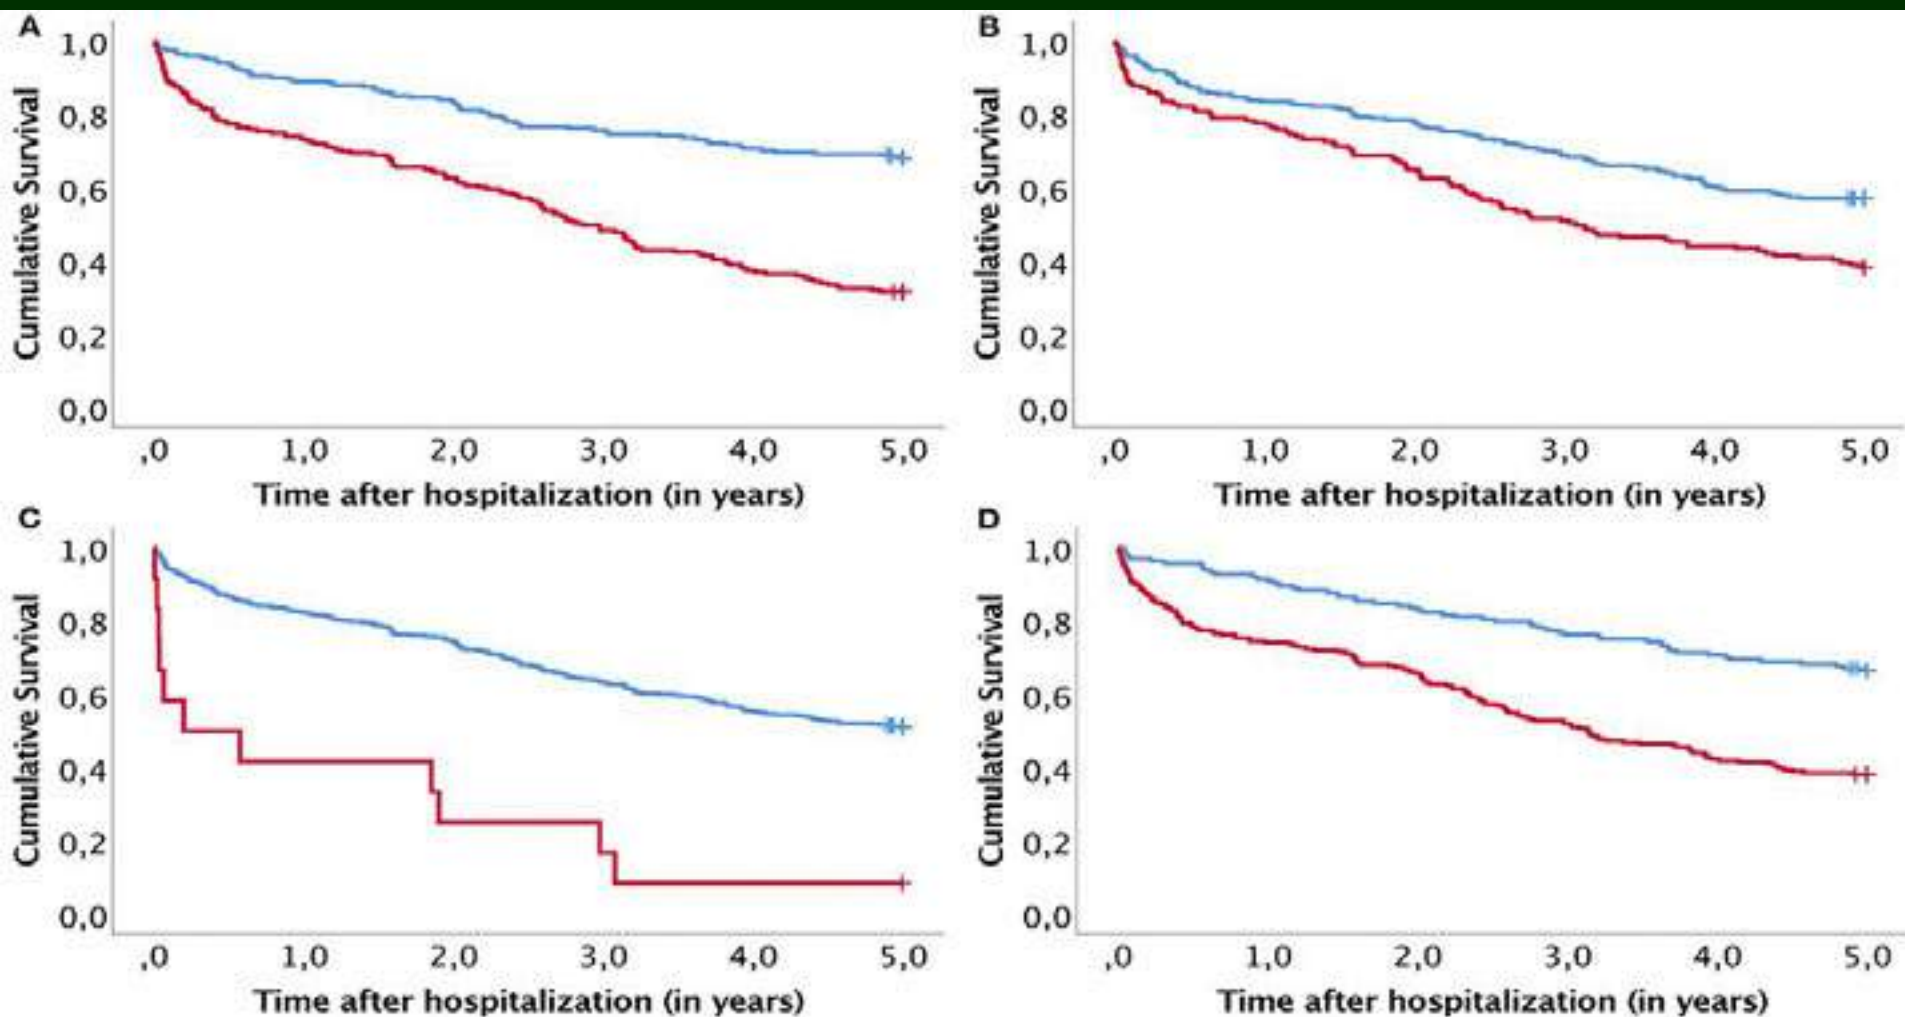 A
1,0
0,8
0,6
0,4
0,2
0,0
Cumulative Survival
,0 1,0 2,0 3,0 4,0 5,0
Time after hospitalization (in years)
B
1,0
0,8
0,6
0,4
0,2
0,0
Cumulative Survival
,0 1,0 2,0 3,0 4,0 5,0
Time after hospitalization (in years)
C
1,0
0,8
0,6
0,4
0,2
0,0
Cumulative Survival
,0 1,0 2,0 3,0 4,0 5,0
Time after hospitalization (in years)
D
1,0
0,8
0,6
0,4
0,2
0,0
Cumulative Survival
,0 1,0 2,0 3,0 4,0 5,0
Time after hospitalization (in years)